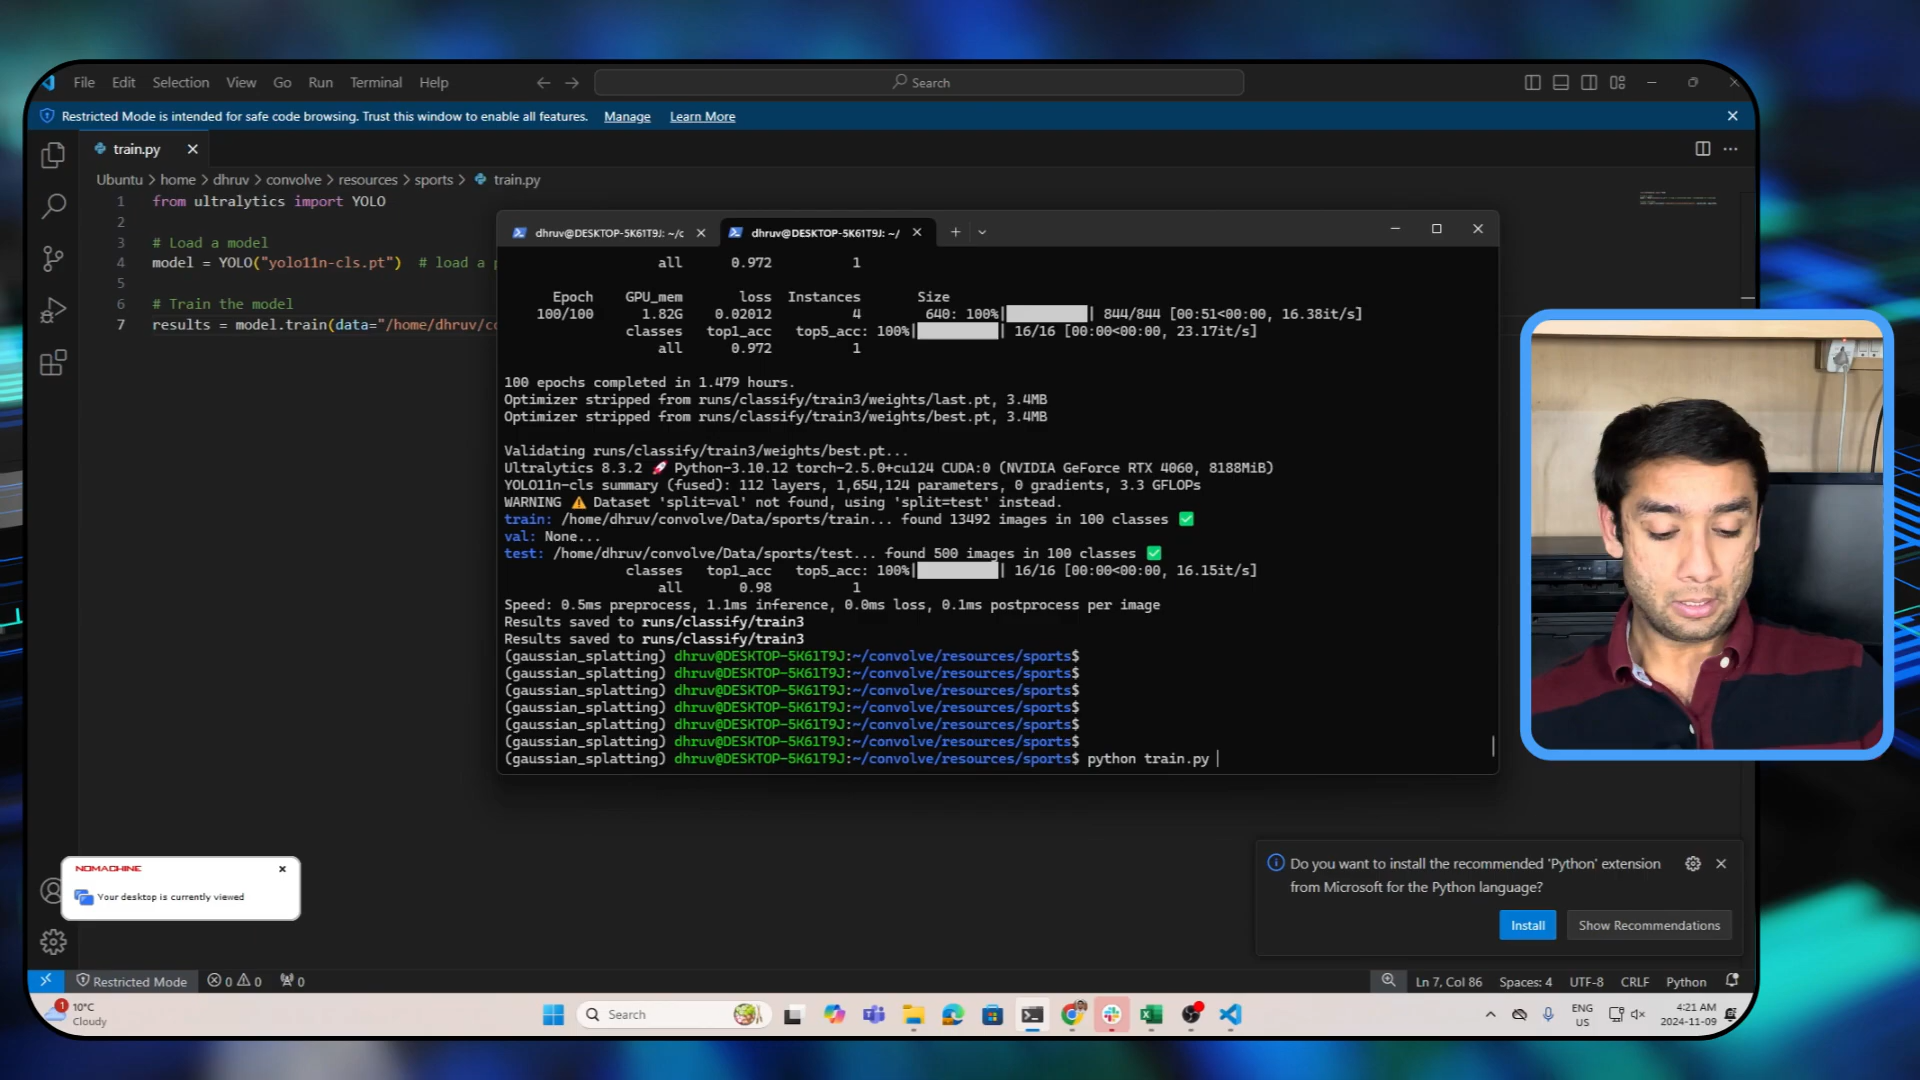 File Edit Selection View Go Run Terminal Help
Search
Restricted Mode is intended for safe code browsing. Trust this window to enable all features. Manage Learn More
train.py
Ubuntu > home > dhruv > convolve > resources > sports > train.py
1 from ultralytics import YOLO
2
3 # Load a model
4 model = YOLO("yolo11n-cls.pt") # load a p
5
6 # Train the model
7 results = model.train(data="/home/dhruv/co
dhruv@DESKTOP-5K61T9J: ~/c
dhruv@DESKTOP-5K61T9J: ~/
all 0.972 1
Epoch GPU_mem loss Instances Size
100/100 1.82G 0.02012 4 640: 100%| | 844/844 [00:51<00:00, 16.38it/s]
classes top1_acc top5_acc: 100%| | 16/16 [00:00<00:00, 23.17it/s]
all 0.972 1
100 epochs completed in 1.479 hours.
Optimizer stripped from runs/classify/train3/weights/last.pt, 3.4MB
Optimizer stripped from runs/classify/train3/weights/best.pt, 3.4MB
Validating runs/classify/train3/weights/best.pt...
Ultralytics 8.3.2 🚀 Python-3.10.12 torch-2.5.0+cu124 CUDA:0 (NVIDIA GeForce RTX 4060, 8188MiB)
YOLO11n-cls summary (fused): 112 layers, 1,654,124 parameters, 0 gradients, 3.3 GFLOPs
WARNING ⚠️ Dataset 'split=val' not found, using 'split=test' instead.
train: /home/dhruv/convolve/Data/sports/train... found 13492 images in 100 classes ✅
val: None...
test: /home/dhruv/convolve/Data/sports/test... found 500 images in 100 classes ✅
classes top1_acc top5_acc: 100%| | 16/16 [00:00<00:00, 16.15it/s]
all 0.98 1
Speed: 0.5ms preprocess, 1.1ms inference, 0.0ms loss, 0.1ms postprocess per image
Results saved to runs/classify/train3
Results saved to runs/classify/train3
(gaussian_splatting) dhruv@DESKTOP-5K61T9J:~/convolve/resources/sports$
(gaussian_splatting) dhruv@DESKTOP-5K61T9J:~/convolve/resources/sports$
(gaussian_splatting) dhruv@DESKTOP-5K61T9J:~/convolve/resources/sports$
(gaussian_splatting) dhruv@DESKTOP-5K61T9J:~/convolve/resources/sports$
(gaussian_splatting) dhruv@DESKTOP-5K61T9J:~/convolve/resources/sports$
(gaussian_splatting) dhruv@DESKTOP-5K61T9J:~/convolve/resources/sports$
(gaussian_splatting) dhruv@DESKTOP-5K61T9J:~/convolve/resources/sports$ python train.py
NOMACHINE
Your desktop is currently viewed
Do you want to install the recommended 'Python' extension
from Microsoft for the Python language?
Install Show Recommendations
Restricted Mode 0 0 0 Ln 7, Col 86 Spaces: 4 UTF-8 CRLF Python
1
10°C
Cloudy
Search
ENG
US
4:21 AM
2024-11-09